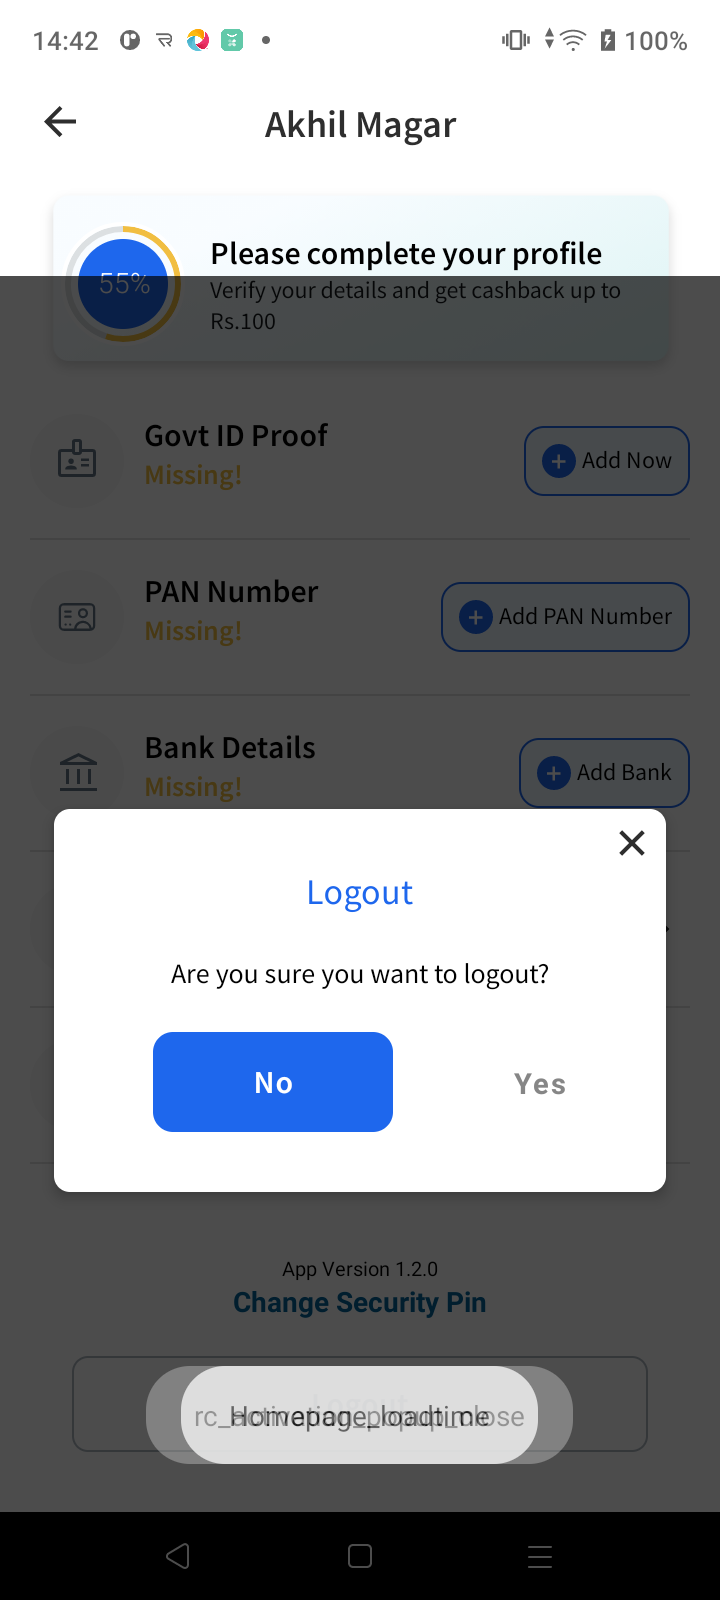 14:42
100%
Akhil Magar
55%
Please complete your profile
Verify your details and get cashback up to
Rs.100
Govt ID Proof
Missing!
Add Now
PAN Number
Missing!
Add PAN Number
Bank Details
Missing!
Add Bank
Logout
Are you sure you want to logout?
No
Yes
App Version 1.2.0
Change Security Pin
Homepage_loadtime